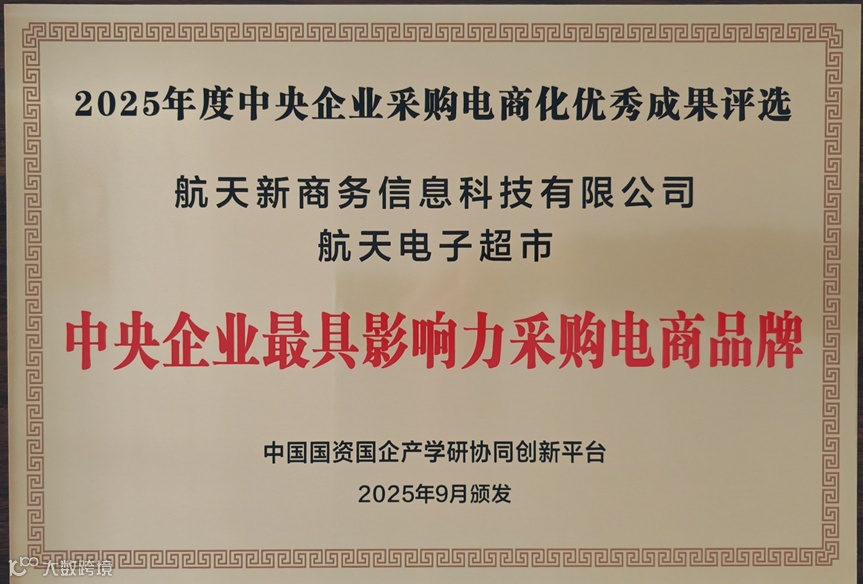 2025年度中央企业采购电商化优秀成果评选
航天新商务信息科技有限公司
航天电子超市
中央企业最具影响力采购电商品牌
中国国资国企产学研协同创新平台
2025年9月颁发
大数跨境